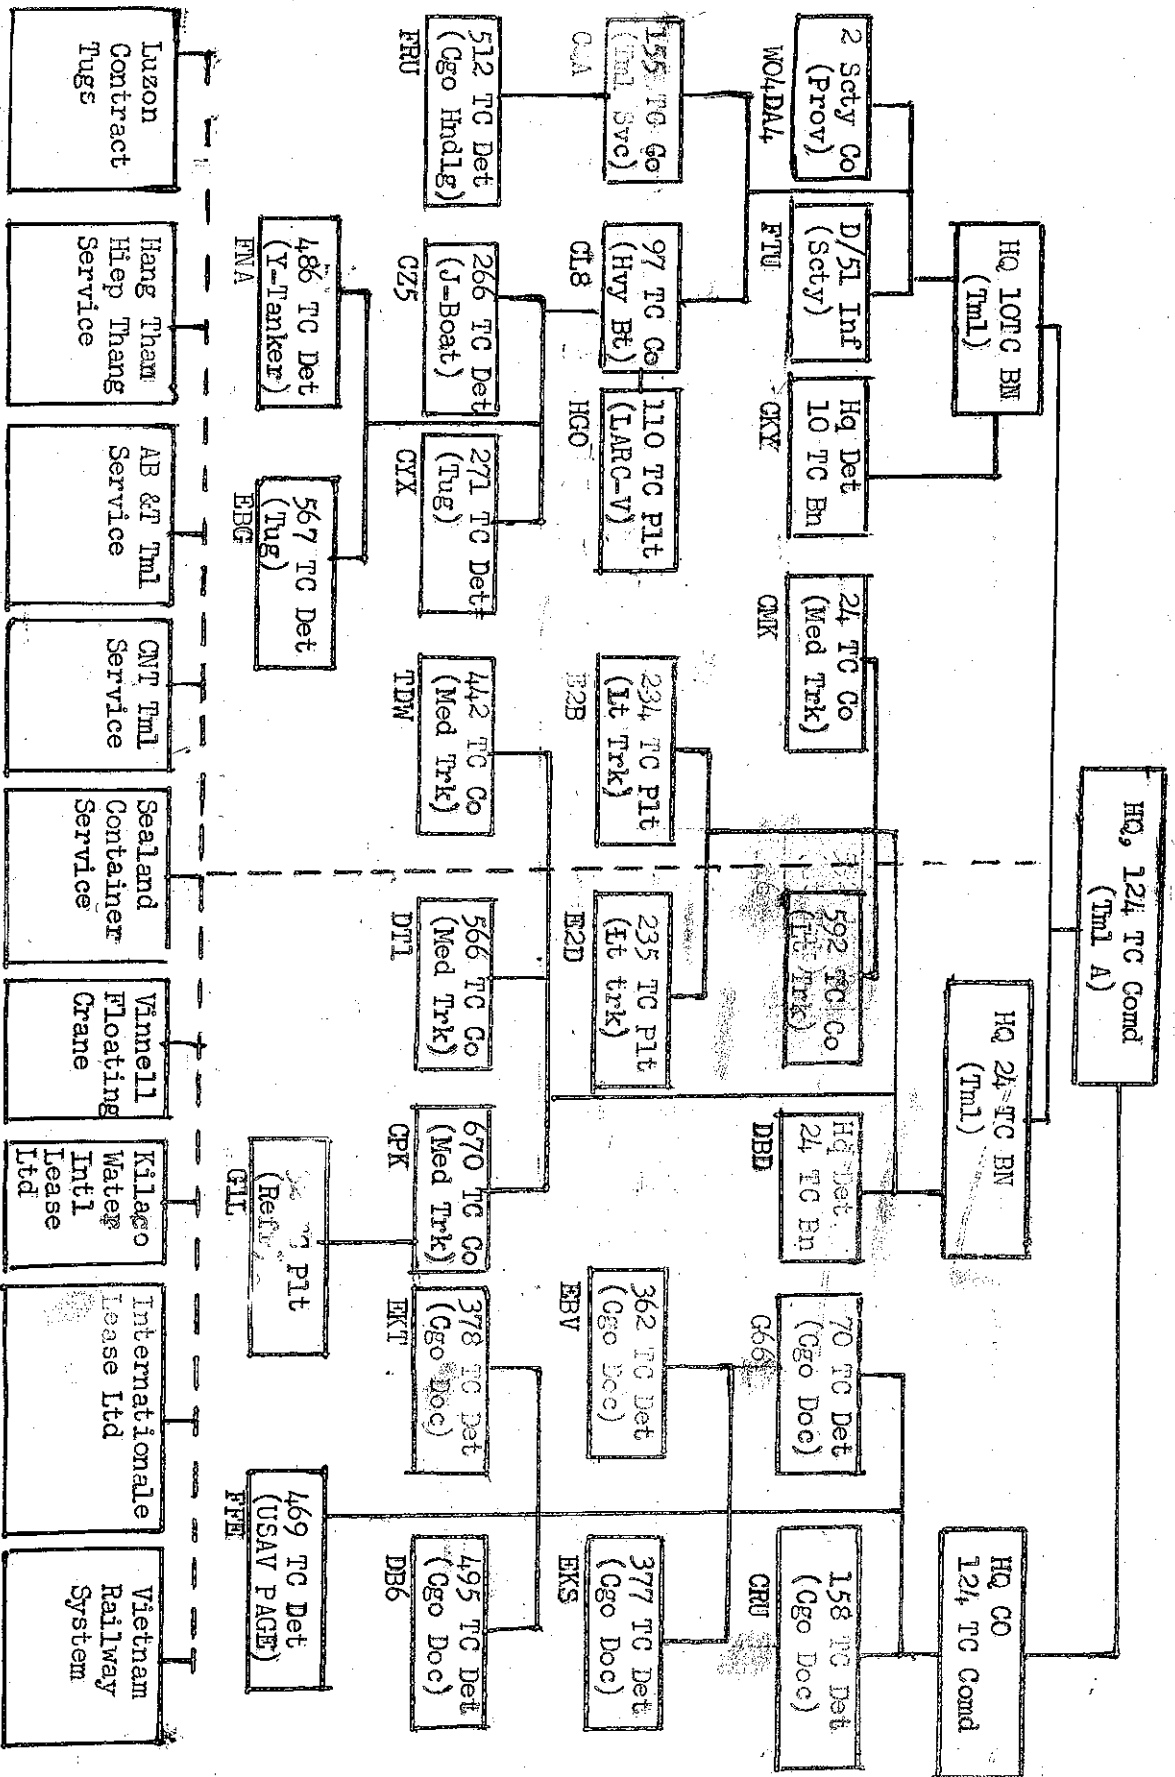 HQ, 124 TC Comd
(Tml A)
HQ 10TC BN
(Tml)
HQ 24 TC BN
(Tml)
HQ CO
124 TC Comd
2 Scty Co
(Prov)
WO4DA4
D/51 Inf
(Scty)
FTU
Hq Det
10 TC Bn
CKY
24 TC Co
(Med Trk)
CMK
592 TC Co
(Lt Trk)
Hq Det
24 TC Bn
DBD
70 TC Det
(Cgo Doc)
G66
158 TC Det
(Cgo Doc)
CRU
155 TC Co
(Tml Svc)
97 TC Co
(Hvy Bt)
CL8
110 TC Plt
(LARC-V)
HGO
234 TC Plt
(Lt Trk)
E2B
235 TC Plt
(Lt trk)
E2D
362 TC Det
(Cgo Doc)
EBV
377 TC Det
(Cgo Doc)
EKS
512 TC Det
(Cgo Hndlg)
FRU
266 TC Det
(J-Boat)
CZ5
271 TC Det
(Tug)
CYX
442 TC Co
(Med Trk)
TDW
566 TC Co
(Med Trk)
DT1
670 TC Co
(Med Trk)
CPK
378 TC Det
(Cgo Doc)
EKT
495 TC Det
(Cgo Doc)
DB6
486 TC Det
(Y-Tanker)
FNA
567 TC Det
(Tug)
EBG
Plt
G1L
469 TC Det
(USAV PAGE)
FFE
Luzon
Contract
Tugs
Hang Tham
Hiep Thang
Service
AB &T Tml
Service
CNT Tml
Service
Sealand
Container
Service
Vinnell
Floating
Crane
Kilaco
Water
Intl
Lease
Ltd
Internationale
Lease Ltd
Vietnam
Railway
System